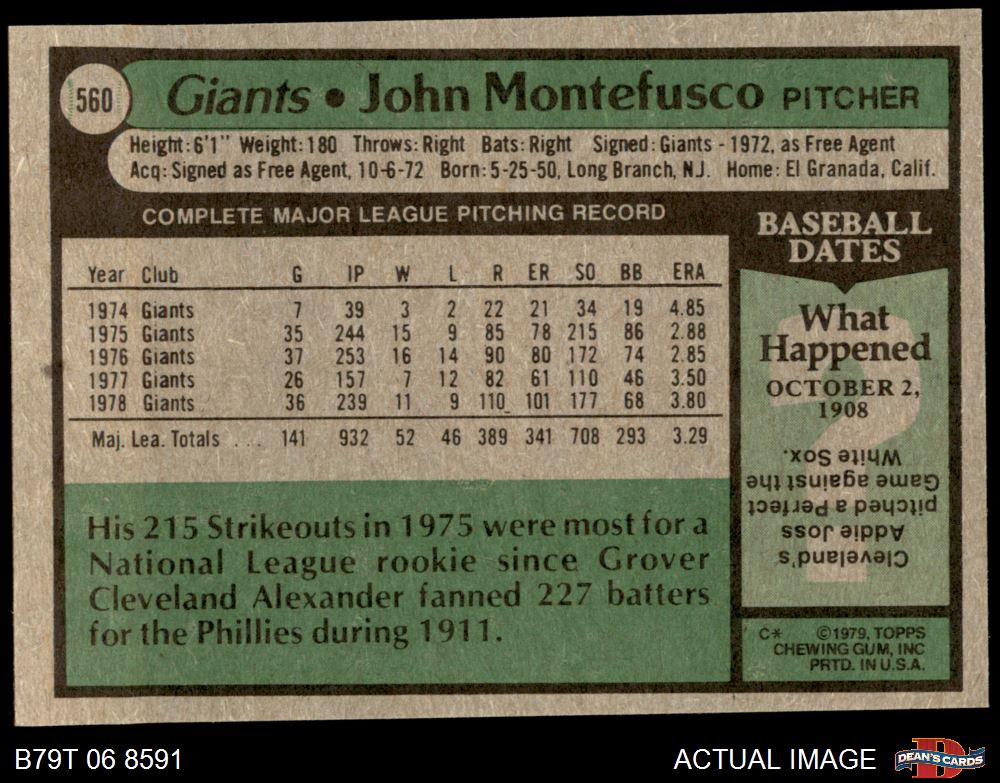 560
Giants • John Montefusco PITCHER
Height: 6'1" Weight: 180 Throws: Right Bats: Right Signed: Giants - 1972, as Free Agent
Acq: Signed as Free Agent, 10-6-72 Born: 5-25-50, Long Branch, N.J. Home: El Granada, Calif.
COMPLETE MAJOR LEAGUE PITCHING RECORD
Year Club G IP W L R ER SO BB ERA
1974 Giants 7 39 3 2 22 21 34 19 4.85
1975 Giants 35 244 15 9 85 78 215 86 2.88
1976 Giants 37 253 16 14 90 80 172 74 2.85
1977 Giants 26 157 7 12 82 61 110 46 3.50
1978 Giants 36 239 11 9 110 101 177 68 3.80
Maj. Lea. Totals . . . 141 932 52 46 389 341 708 293 3.29
His 215 Strikeouts in 1975 were most for a
National League rookie since Grover
Cleveland Alexander fanned 227 batters
for the Phillies during 1911.
BASEBALL
DATES
What
Happened
OCTOBER 2,
1908
Cleveland's
Addie Joss
pitched a Perfect
Game against the
White Sox.
C* ©1979, TOPPS
CHEWING GUM, INC
PRTD. IN U.S.A.
B79T 06 8591
ACTUAL IMAGE
D
DEAN'S CARDS